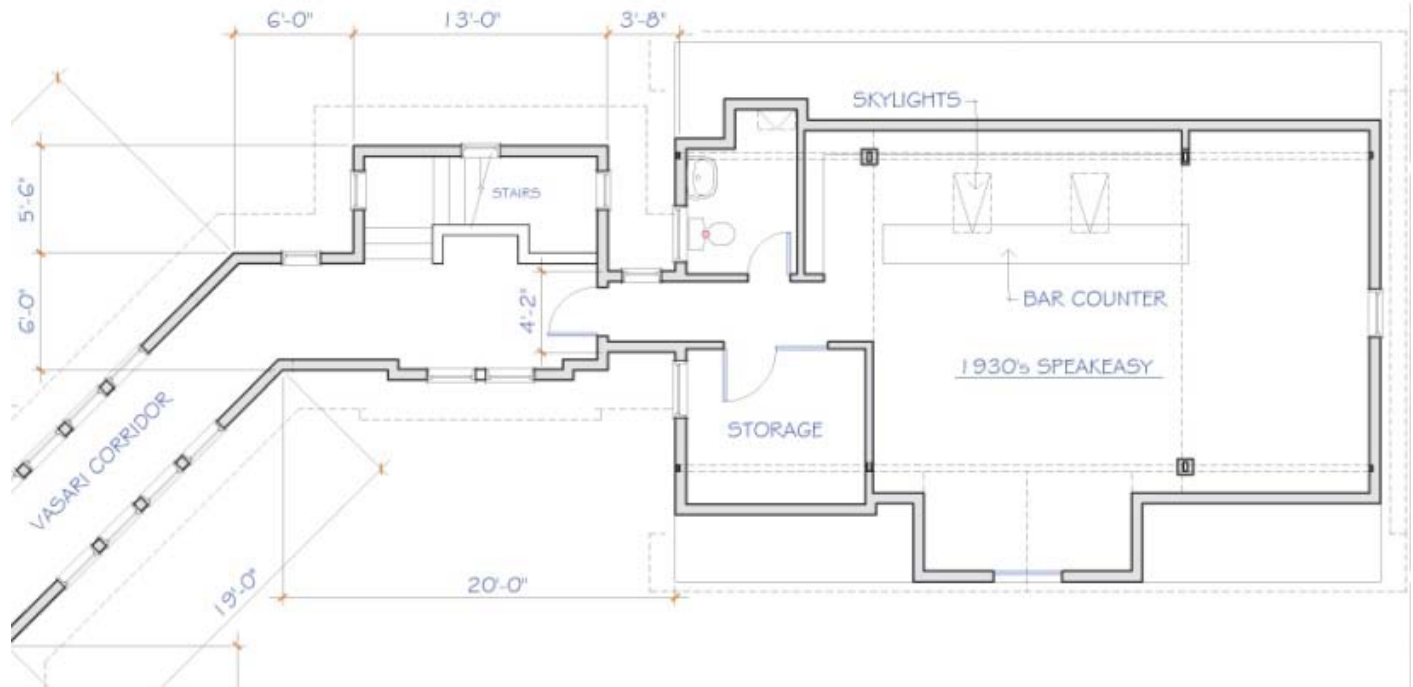 6'-0"
13'-0"
3'-8"
SKYLIGHTS
5'-6"
STAIRS
6'-0"
4'-2"
BAR COUNTER
1930's SPEAKEASY
VASARI CORRIDOR
STORAGE
19'-0"
20'-0"